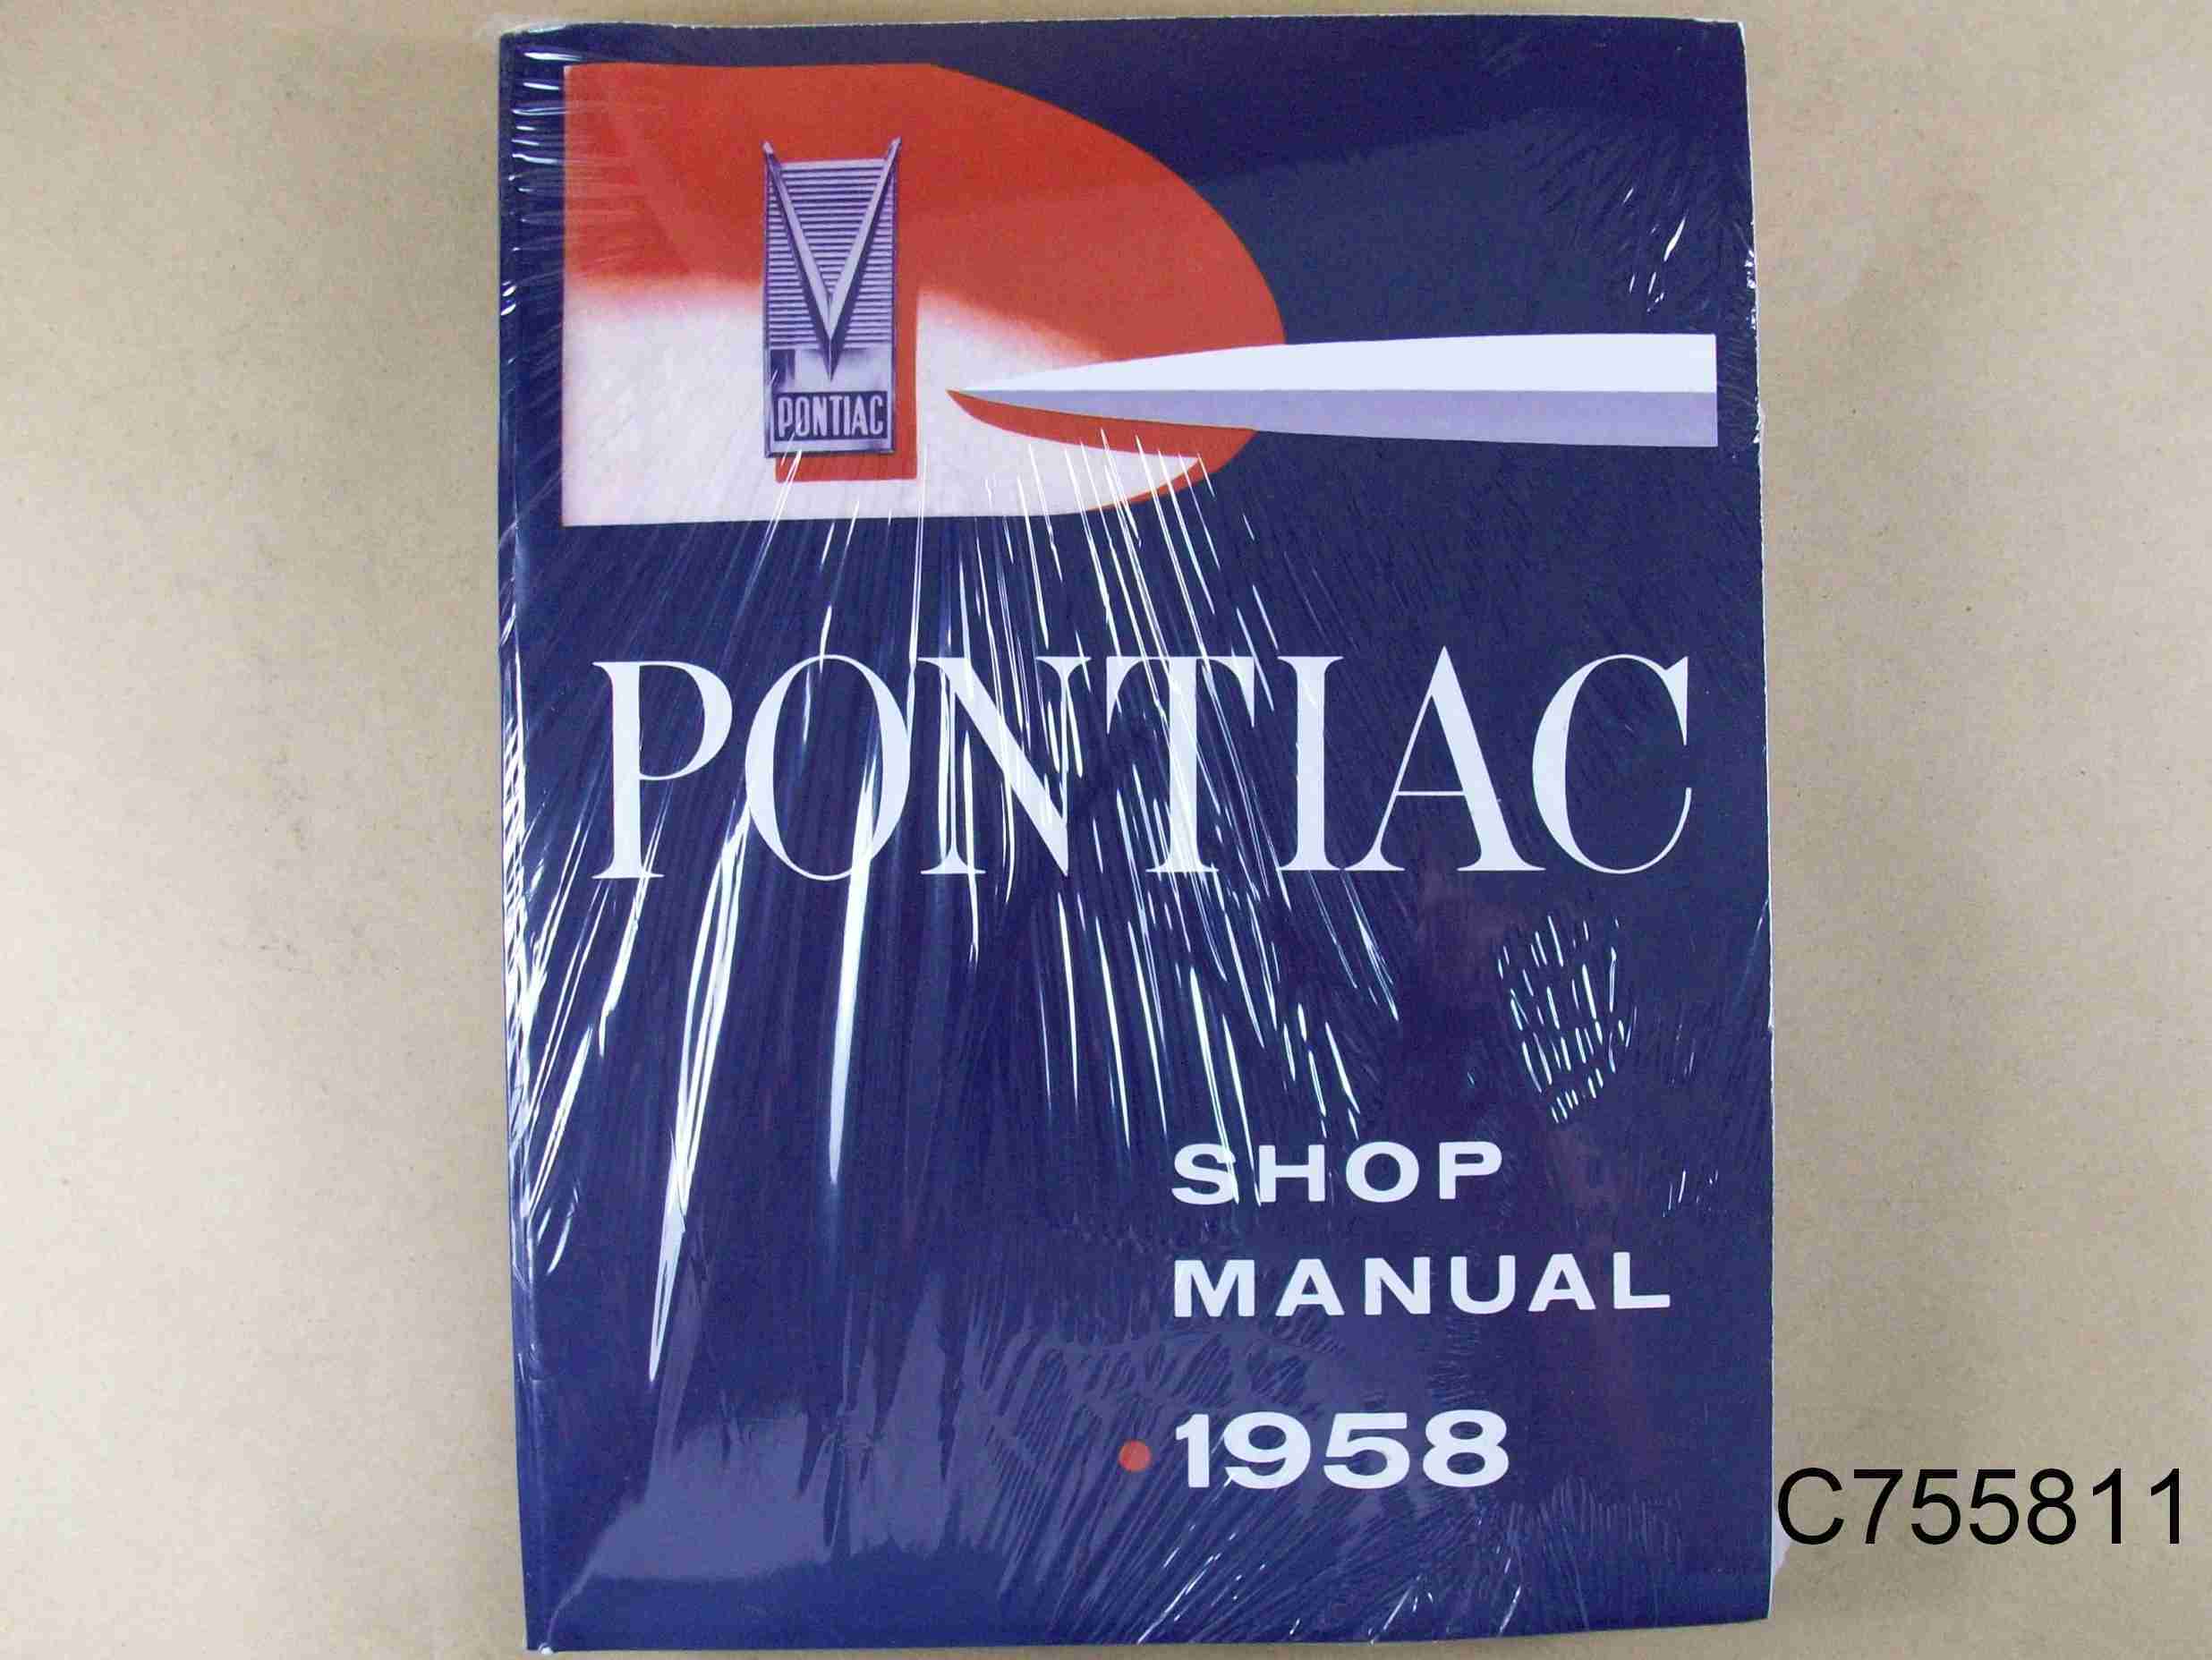 PONTIAC
PONTIAC
SHOP
MANUAL
1958
C755811